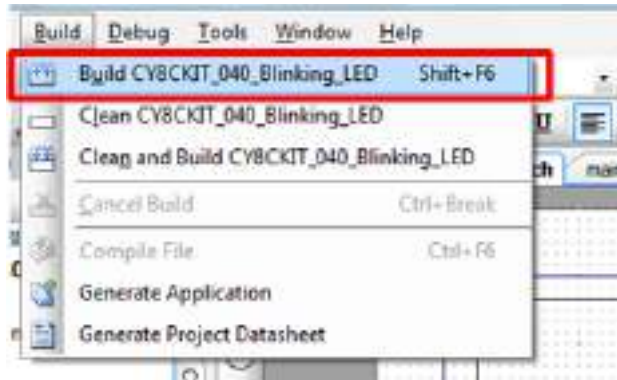 Build Debug Tools Window Help
Build CY8CKIT_040_Blinking_LED Shift+F6
Clean CY8CKIT_040_Blinking_LED
Clean and Build CY8CKIT_040_Blinking_LED
Cancel Build Ctrl+Break
Compile File Ctrl+F6
Generate Application
Generate Project Datasheet
U